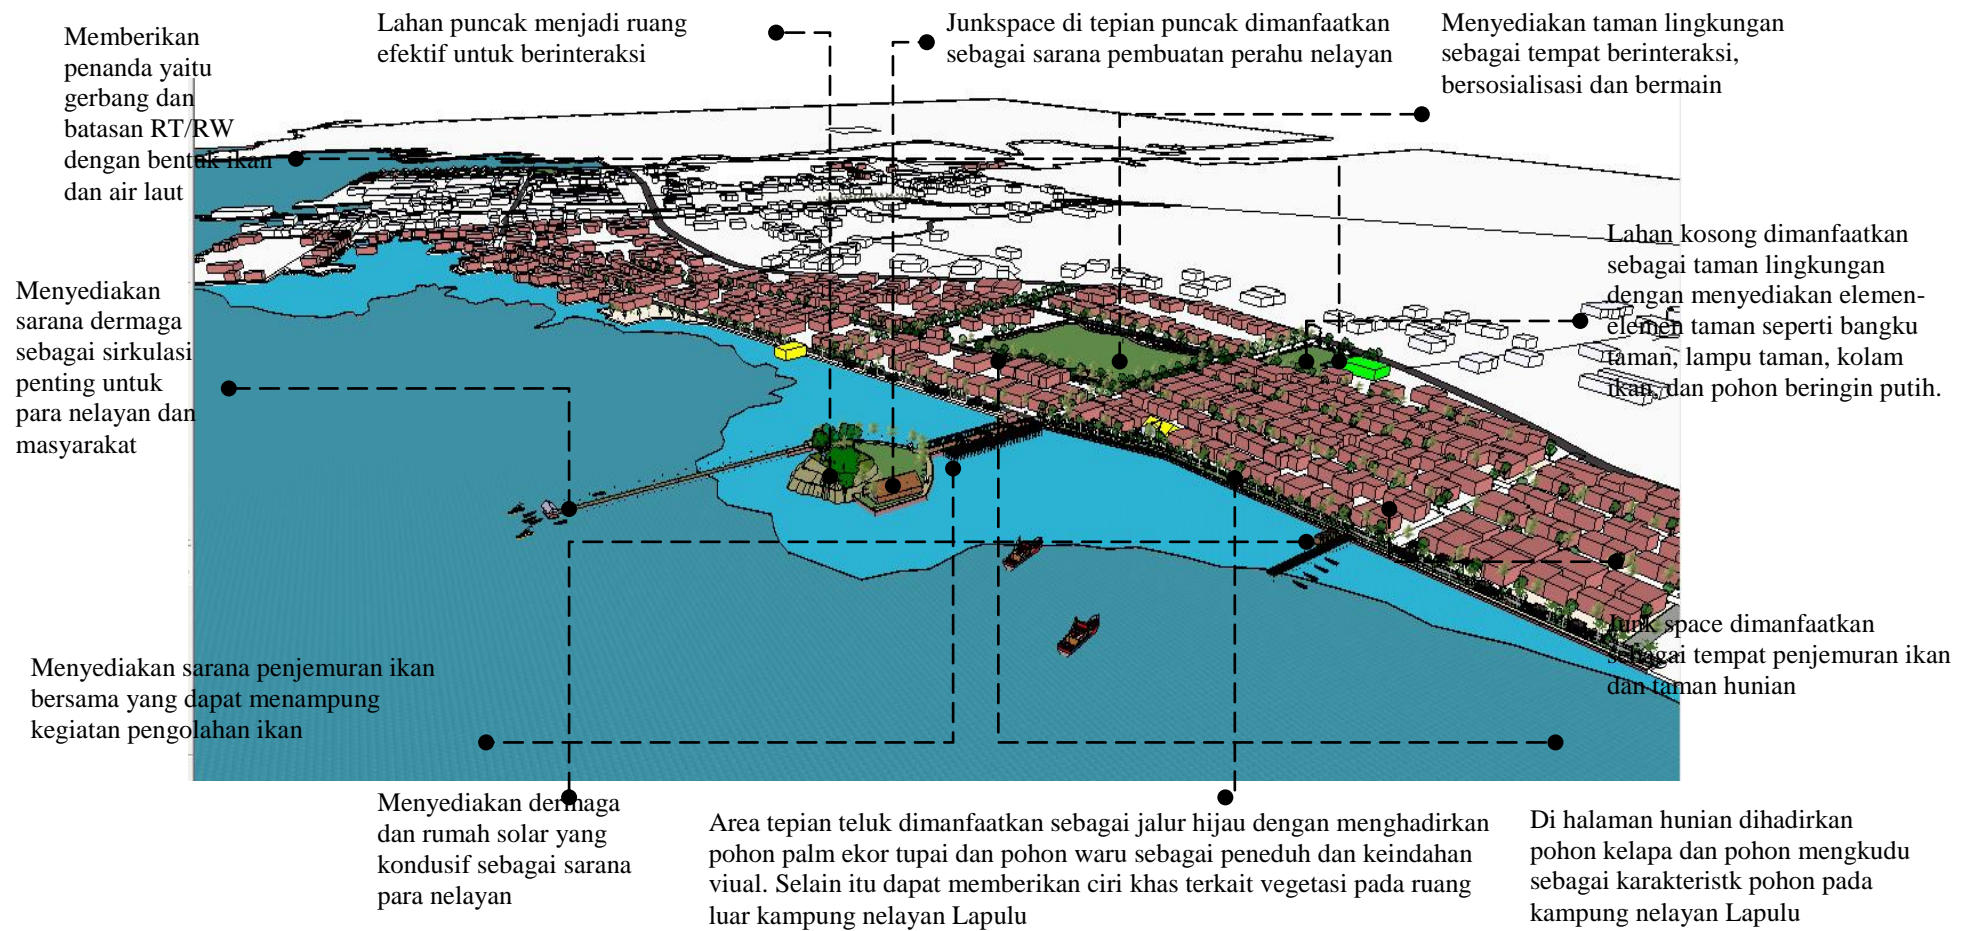 Memberikan
penanda yaitu
gerbang dan
batasan RT/RW
dengan bentuk ikan
dan air laut
Lahan puncak menjadi ruang
efektif untuk berinteraksi
Junkspace di tepian puncak dimanfaatkan
sebagai sarana pembuatan perahu nelayan
Menyediakan taman lingkungan
sebagai tempat berinteraksi,
bersosialisasi dan bermain
Lahan kosong dimanfaatkan
sebagai taman lingkungan
dengan menyediakan elemen-
elemen taman seperti bangku
taman, lampu taman, kolam
ikan, dan pohon beringin putih.
Menyediakan
sarana dermaga
sebagai sirkulasi
penting untuk
para nelayan dan
masyarakat
Junk space dimanfaatkan
sebagai tempat penjemuran ikan
dan taman hunian
Menyediakan sarana penjemuran ikan
bersama yang dapat menampung
kegiatan pengolahan ikan
Menyediakan dermaga
dan rumah solar yang
kondusif sebagai sarana
para nelayan
Area tepian teluk dimanfaatkan sebagai jalur hijau dengan menghadirkan
pohon palm ekor tupai dan pohon waru sebagai peneduh dan keindahan
viual. Selain itu dapat memberikan ciri khas terkait vegetasi pada ruang
luar kampung nelayan Lapulu
Di halaman hunian dihadirkan
pohon kelapa dan pohon mengkudu
sebagai karakteristk pohon pada
kampung nelayan Lapulu